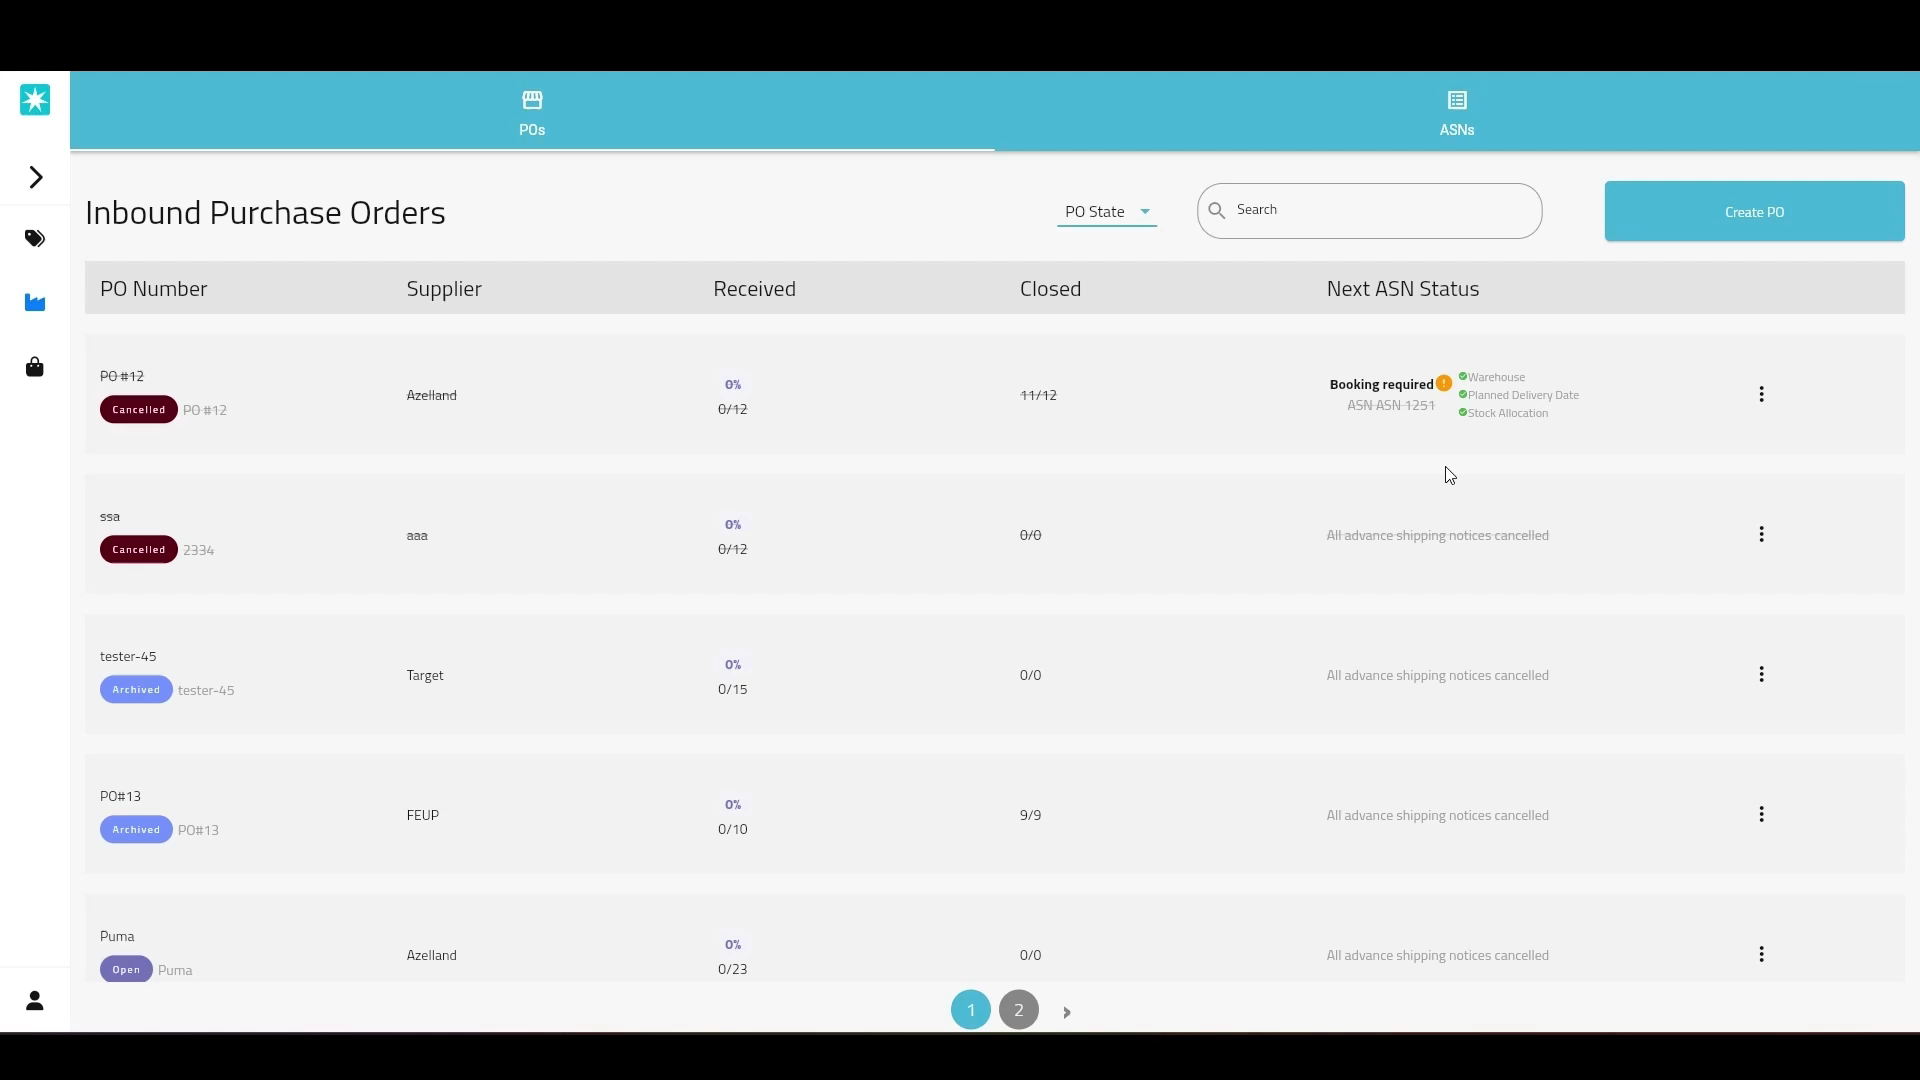 POs
ASNs
Inbound Purchase Orders
PO State
Search
Create PO
PO Number Supplier Received Closed Next ASN Status
PO #12
Cancelled PO #12
Azelland
0%
0/12
11/12
Booking required
ASN ASN 1251
Warehouse
Planned Delivery Date
Stock Allocation
ssa
Cancelled 2334
aaa
0%
0/12
0/0
All advance shipping notices cancelled
tester-45
Archived tester-45
Target
0%
0/15
0/0
All advance shipping notices cancelled
PO#13
Archived PO#13
FEUP
0%
0/10
9/9
All advance shipping notices cancelled
Puma
Open Puma
Azelland
0%
0/23
0/0
All advance shipping notices cancelled
1 2